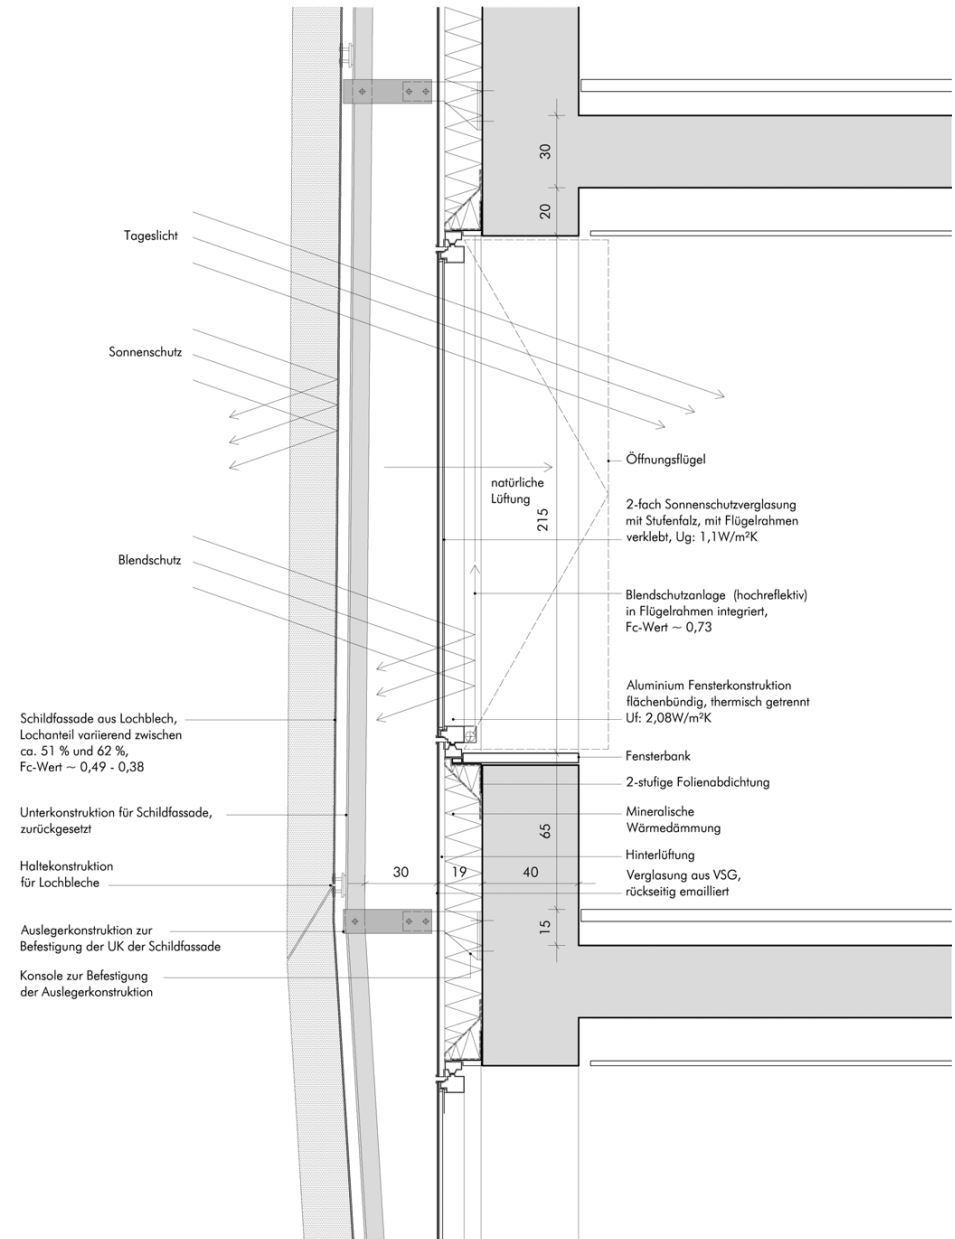 30
20
Tageslicht
Sonnenschutz
Öffnungsflügel
natürliche
Lüftung
215
2-fach Sonnenschutzverglasung
mit Stufenfalz, mit Flügelrahmen
verklebt, Ug: 1,1W/m²K
Blendschutz
Blendschutzanlage (hochreflektiv)
in Flügelrahmen integriert,
Fc-Wert ~ 0,73
Aluminium Fensterkonstruktion
flächenbündig, thermisch getrennt
Uf: 2,08W/m²K
Schildfassade aus Lochblech,
Lochanteil variierend zwischen
ca. 51 % und 62 %,
Fc-Wert ~ 0,49 - 0,38
Fensterbank
2-stufige Folienabdichtung
Unterkonstruktion für Schildfassade,
zurückgesetzt
Mineralische
Wärmedämmung
65
Hinterlüftung
Haltekonstruktion
für Lochbleche
30
19
40
Verglasung aus VSG,
rückseitig emailliert
15
Auslegerkonstruktion zur
Befestigung der UK der Schildfassade
Konsole zur Befestigung
der Auslegerkonstruktion